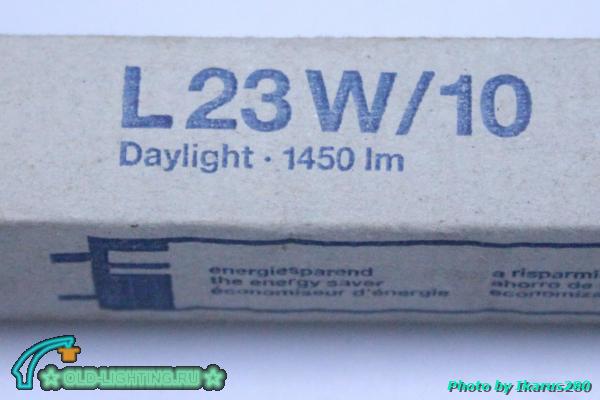 L 23 W/10
Daylight · 1450 lm
energiesparend
the energy saver
économiseur d'énergie
a risparmi
ahorro de
economiza
OLD-LIGHTING.RU
Photo by Ikarus280